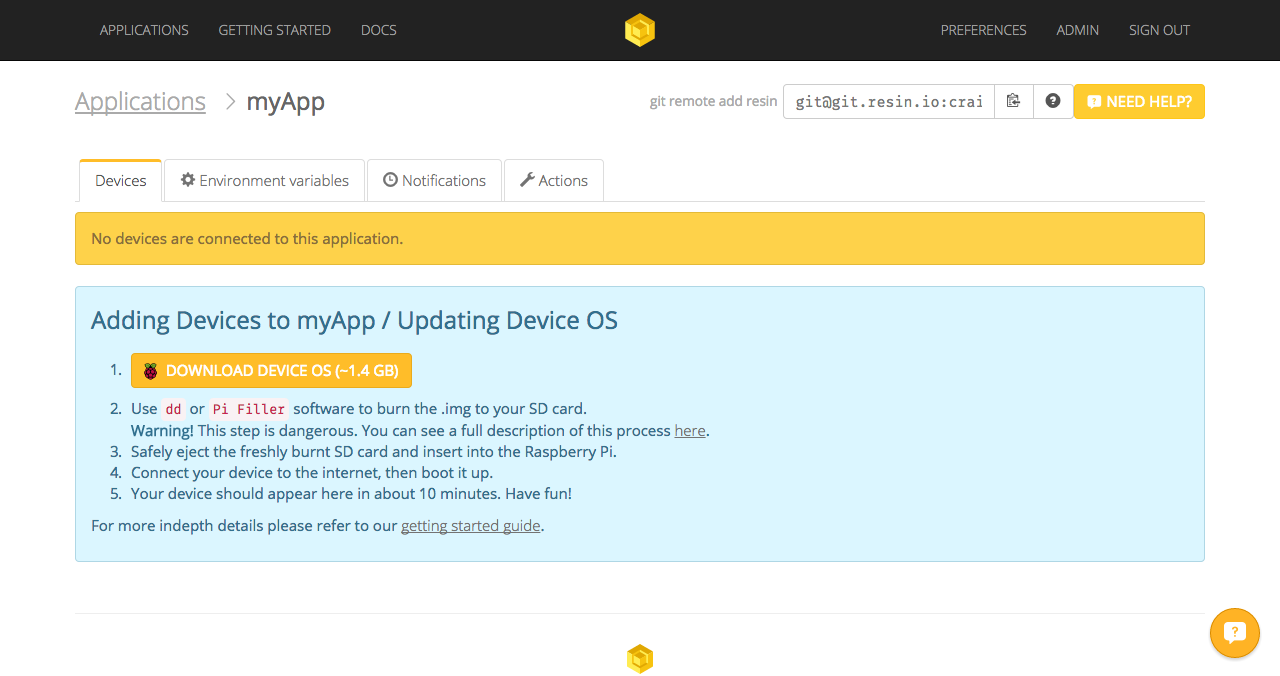 APPLICATIONS GETTING STARTED DOCS PREFERENCES ADMIN SIGN OUT
Applications > myApp git remote add resin git@git.resin.io:crai NEED HELP?
Devices Environment variables Notifications Actions
No devices are connected to this application.
Adding Devices to myApp / Updating Device OS
1. DOWNLOAD DEVICE OS (~1.4 GB)
2. Use dd or Pi Filler software to burn the .img to your SD card.
Warning! This step is dangerous. You can see a full description of this process here.
3. Safely eject the freshly burnt SD card and insert into the Raspberry Pi.
4. Connect your device to the internet, then boot it up.
5. Your device should appear here in about 10 minutes. Have fun!
For more indepth details please refer to our getting started guide.